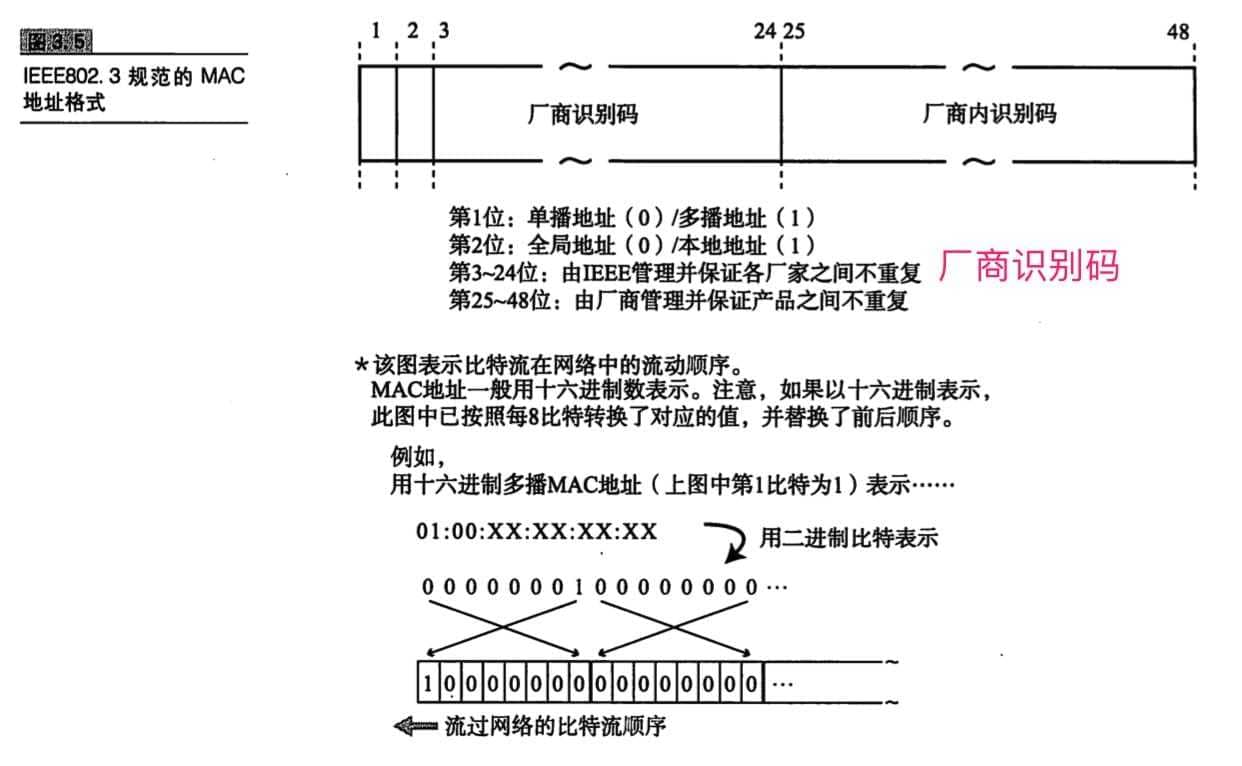 图3.5
IEEE802.3 规范的 MAC
地址格式
1 2 3 24 25 48
厂商识别码 厂商内识别码
第1位：单播地址（0）/多播地址（1）
第2位：全局地址（0）/本地地址（1）
第3~24位：由IEEE管理并保证各厂家之间不重复 厂商识别码
第25~48位：由厂商管理并保证产品之间不重复
*该图表示比特流在网络中的流动顺序。
MAC地址一般用十六进制数表示。注意，如果以十六进制表示，
此图中已按照每8比特转换了对应的值，并替换了前后顺序。
例如，
用十六进制多播MAC地址（上图中第1比特为1）表示……
01:00:XX:XX:XX:XX 用二进制比特表示
0 0 0 0 0 0 0 1 0 0 0 0 0 0 0 0 …
1 0 0 0 0 0 0 0 0 0 0 0 0 0 0 0 …
流过网络的比特流顺序